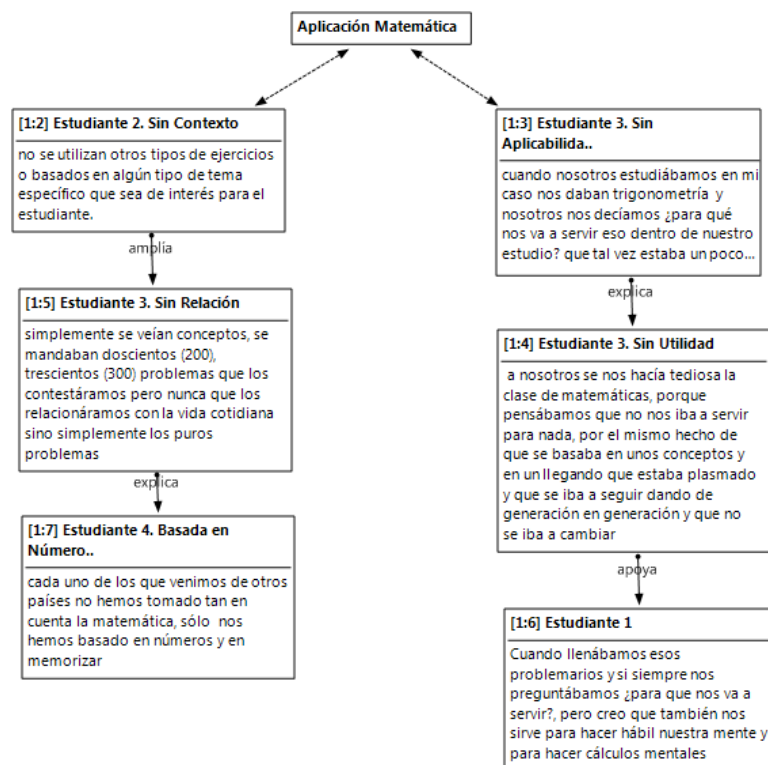 Aplicación Matemática
[1:2] Estudiante 2. Sin Contexto
no se utilizan otros tipos de ejercicios
o basados en algún tipo de tema
específico que sea de interés para el
estudiante.
amplía
[1:5] Estudiante 3. Sin Relación
simplemente se veían conceptos, se
mandaban doscientos (200),
trescientos (300) problemas que los
contestáramos pero nunca que los
relacionáramos con la vida cotidiana
sino simplemente los puros
problemas
explica
[1:7] Estudiante 4. Basada en
Número..
cada uno de los que venimos de otros
países no hemos tomado tan en
cuenta la matemática, sólo nos
hemos basado en números y en
memorizar
[1:3] Estudiante 3. Sin
Aplicabilida..
cuando nosotros estudiábamos en mi
caso nos daban trigonometría y
nosotros nos decíamos ¿para qué
nos va a servir eso dentro de nuestro
estudio? que tal vez estaba un poco...
explica
[1:4] Estudiante 3. Sin Utilidad
a nosotros se nos hacía tediosa la
clase de matemáticas, porque
pensábamos que no nos iba a servir
para nada, por el mismo hecho de
que se basaba en unos conceptos y
en un llegando que estaba plasmado
y que se iba a seguir dando de
generación en generación y que no
se iba a cambiar
apoya
[1:6] Estudiante 1
Cuando llenábamos esos
problemarios y si siempre nos
preguntábamos ¿para que nos va a
servir?, pero creo que también nos
sirve para hacer hábil nuestra mente y
para hacer cálculos mentales